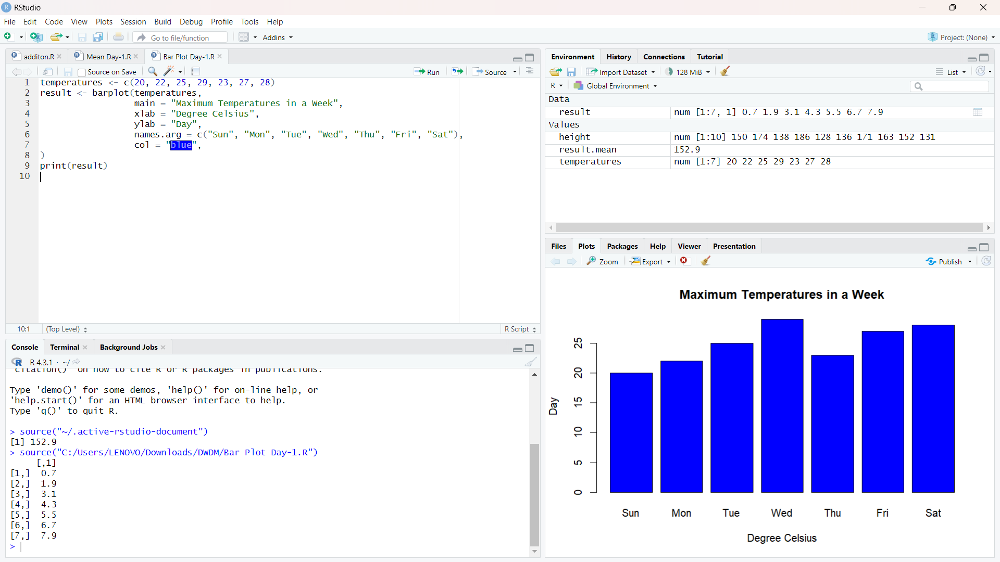 RStudio
File Edit Code View Plots Session Build Debug Profile Tools Help
Go to file/function Addins Project: (None)
additon.R Mean Day-1.R Bar Plot Day-1.R
Source on Save Run Source
1 temperatures <- c(20, 22, 25, 29, 23, 27, 28)
2 result <- barplot(temperatures,
3 main = "Maximum Temperatures in a Week",
4 xlab = "Degree Celsius",
5 ylab = "Day",
6 names.arg = c("Sun", "Mon", "Tue", "Wed", "Thu", "Fri", "Sat"),
7 col = "blue",
8 )
9 print(result)
10
10:1 (Top Level) R Script
Console Terminal Background Jobs
R 4.3.1 · ~/
'citation()' on how to cite R or R packages in publications.
Type 'demo()' for some demos, 'help()' for on-line help, or
'help.start()' for an HTML browser interface to help.
Type 'q()' to quit R.
> source("~/.active-rstudio-document")
[1] 152.9
> source("C:/Users/LENOVO/Downloads/DWDM/Bar Plot Day-1.R")
[,1]
[1,] 0.7
[2,] 1.9
[3,] 3.1
[4,] 4.3
[5,] 5.5
[6,] 6.7
[7,] 7.9
>
Environment History Connections Tutorial
Import Dataset 128 MiB List
R Global Environment
Data
result num [1:7, 1] 0.7 1.9 3.1 4.3 5.5 6.7 7.9
Values
height num [1:10] 150 174 138 186 128 136 171 163 152 131
result.mean 152.9
temperatures num [1:7] 20 22 25 29 23 27 28
Files Plots Packages Help Viewer Presentation
Zoom Export Publish
Maximum Temperatures in a Week
25
20
15
10
5
0
Day
Sun Mon Tue Wed Thu Fri Sat
Degree Celsius